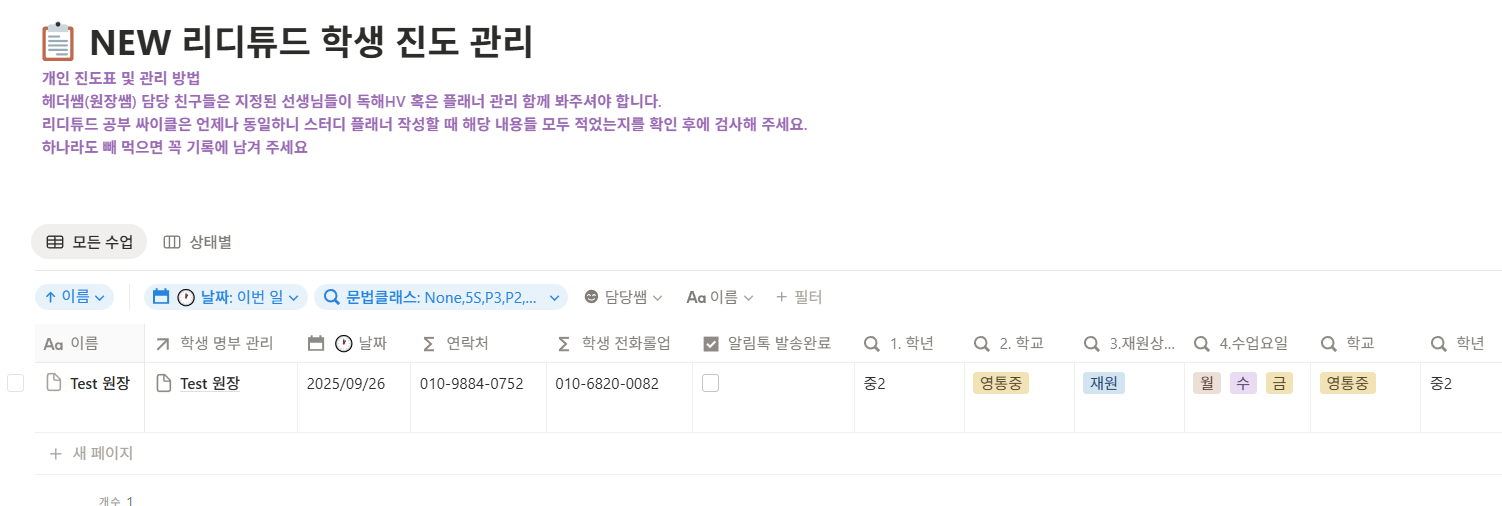 NEW 리디튜드 학생 진도 관리
개인 진도표 및 관리 방법
헤더쌤(원장쌤) 담당 친구들은 지정된 선생님들이 독해HV 혹은 플래너 관리 함께 봐주셔야 합니다.
리디튜드 공부 싸이클은 언제나 동일하니 스터디 플래너 작성할 때 해당 내용들 모두 적었는지를 확인 후에 검사해 주세요.
하나라도 빼 먹으면 꼭 기록에 남겨 주세요
모든 수업 상태별
이름 날짜: 이번 일 문법클래스: None,5S,P3,P2,... 담당쌤 Aa 이름 + 필터
Aa 이름 학생 명부 관리 날짜 Σ 연락처 Σ 학생 전화롤업 알림톡 발송완료 1. 학년 2. 학교 3.재원상... 4.수업요일 학교 학년
Test 원장 Test 원장 2025/09/26 010-9884-0752 010-6820-0082 중2 영통중 재원 월 수 금 영통중 중2
+ 새 페이지
개수 1